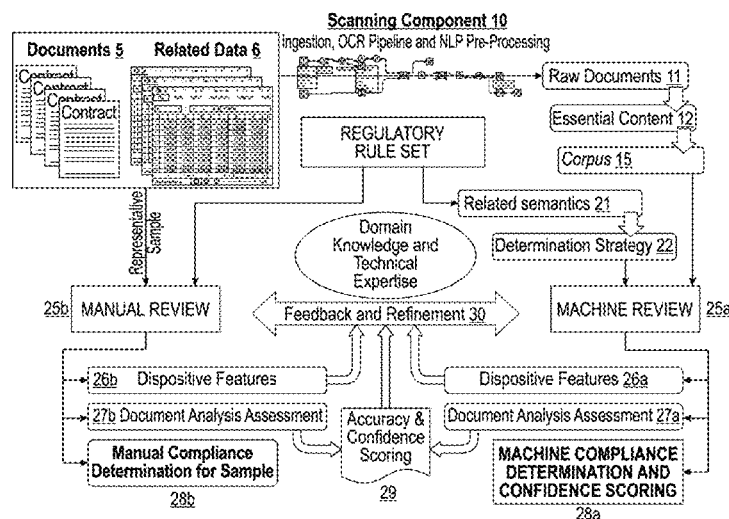 Scanning Component 10
Documents 5
Related Data 6
Ingestion, OCR Pipeline and NLP Pre-Processing
Contract
Contract
Contract
Contract
Raw Documents 11
Essential Content 12
Corpus 15
REGULATORY
RULE SET
Related semantics 21
Representative
Sample
Domain
Knowledge and
Technical
Expertise
Determination Strategy 22
25b
MANUAL REVIEW
Feedback and Refinement 30
MACHINE REVIEW
25a
26b Dispositive Features
Dispositive Features 26a
27b Document Analysis Assessment
Document Analysis Assessment 27a
Accuracy &
Confidence
Scoring
29
Manual Compliance
Determination for Sample
28b
MACHINE COMPLIANCE
DETERMINATION AND
CONFIDENCE SCORING
28a